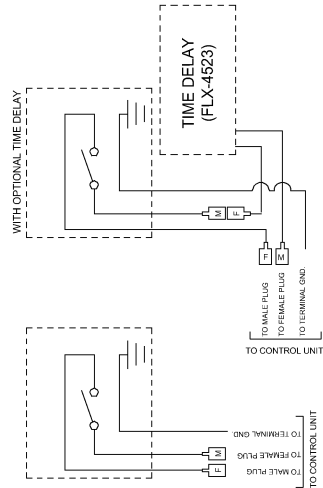 WITH OPTIONAL TIME DELAY
TIME DELAY
(FLX-4523)
M
F
F
M
TO MALE PLUG
TO FEMALE PLUG
TO TERMINAL GND.
TO CONTROL UNIT
TO TERMINAL GND.
M
TO FEMALE PLUG
F
TO MALE PLUG
TO CONTROL UNIT